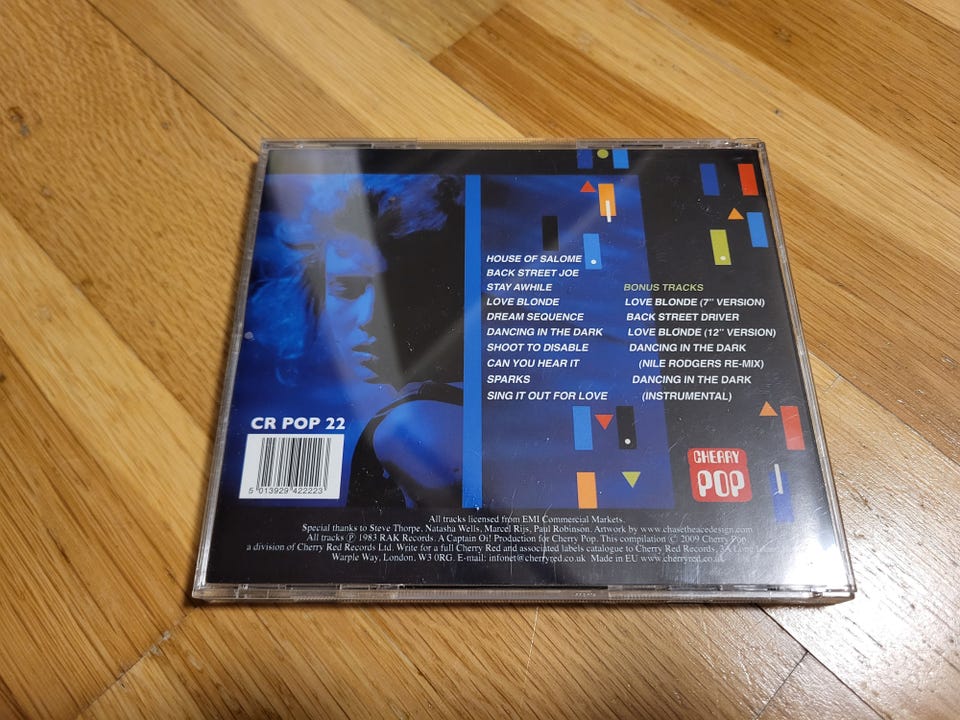 HOUSE OF SALOME
BACK STREET JOE
STAY AWHILE
LOVE BLONDE
DREAM SEQUENCE
DANCING IN THE DARK
SHOOT TO DISABLE
CAN YOU HEAR IT
SPARKS
SING IT OUT FOR LOVE
BONUS TRACKS
LOVE BLONDE (7" VERSION)
BACK STREET DRIVER
LOVE BLONDE (12" VERSION)
DANCING IN THE DARK
(NILE RODGERS RE-MIX)
DANCING IN THE DARK
(INSTRUMENTAL)
CR POP 22
5 013929 422223
CHERRY
POP
All tracks licensed from EMI Commercial Markets.
Special thanks to Steve Thorpe, Natasha Wells, Marcel Rijs, Paul Robinson. Artwork by www.chasetheacedesign.com
All tracks ℗ 1983 RAK Records. A Captain Oi! Production for Cherry Pop. This compilation © 2009 Cherry Pop
a division of Cherry Red Records Ltd. Write for a full Cherry Red and associated labels catalogue to Cherry Red Records, 3A Long
Warple Way, London, W3 0RG. E-mail: infonet@cherryred.co.uk Made in EU www.cherryred.co.uk